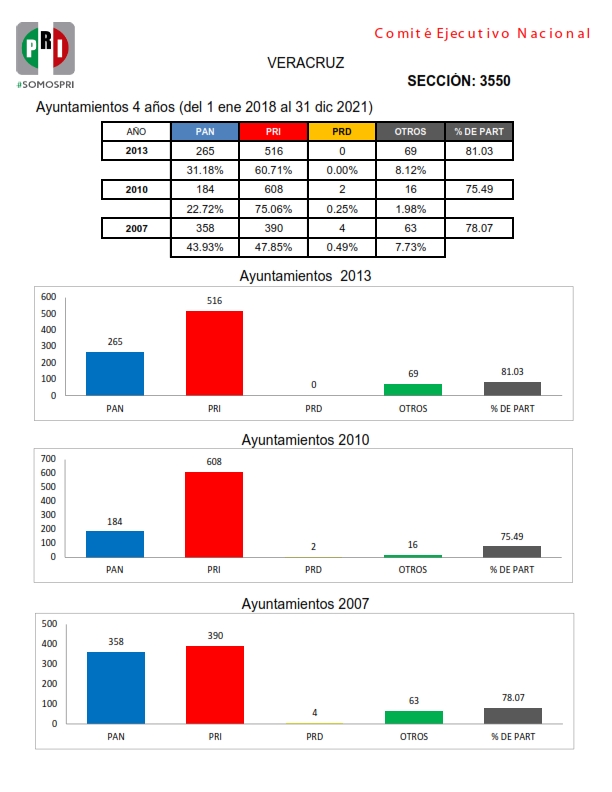 Comité Ejecutivo Nacional
PRI
#SOMOSPRI
VERACRUZ
SECCIÓN: 3550
Ayuntamientos 4 años (del 1 ene 2018 al 31 dic 2021)
AÑO PAN PRI PRD OTROS % DE PART
2013 265 516 0 69 81.03
31.18% 60.71% 0.00% 8.12%
2010 184 608 2 16 75.49
22.72% 75.06% 0.25% 1.98%
2007 358 390 4 63 78.07
43.93% 47.85% 0.49% 7.73%
Ayuntamientos 2013
600
500
400
300
200
100
0
265 516 0 69 81.03
PAN PRI PRD OTROS % DE PART
Ayuntamientos 2010
700
600
500
400
300
200
100
0
184 608 2 16 75.49
PAN PRI PRD OTROS % DE PART
Ayuntamientos 2007
500
400
300
200
100
0
358 390 4 63 78.07
PAN PRI PRD OTROS % DE PART